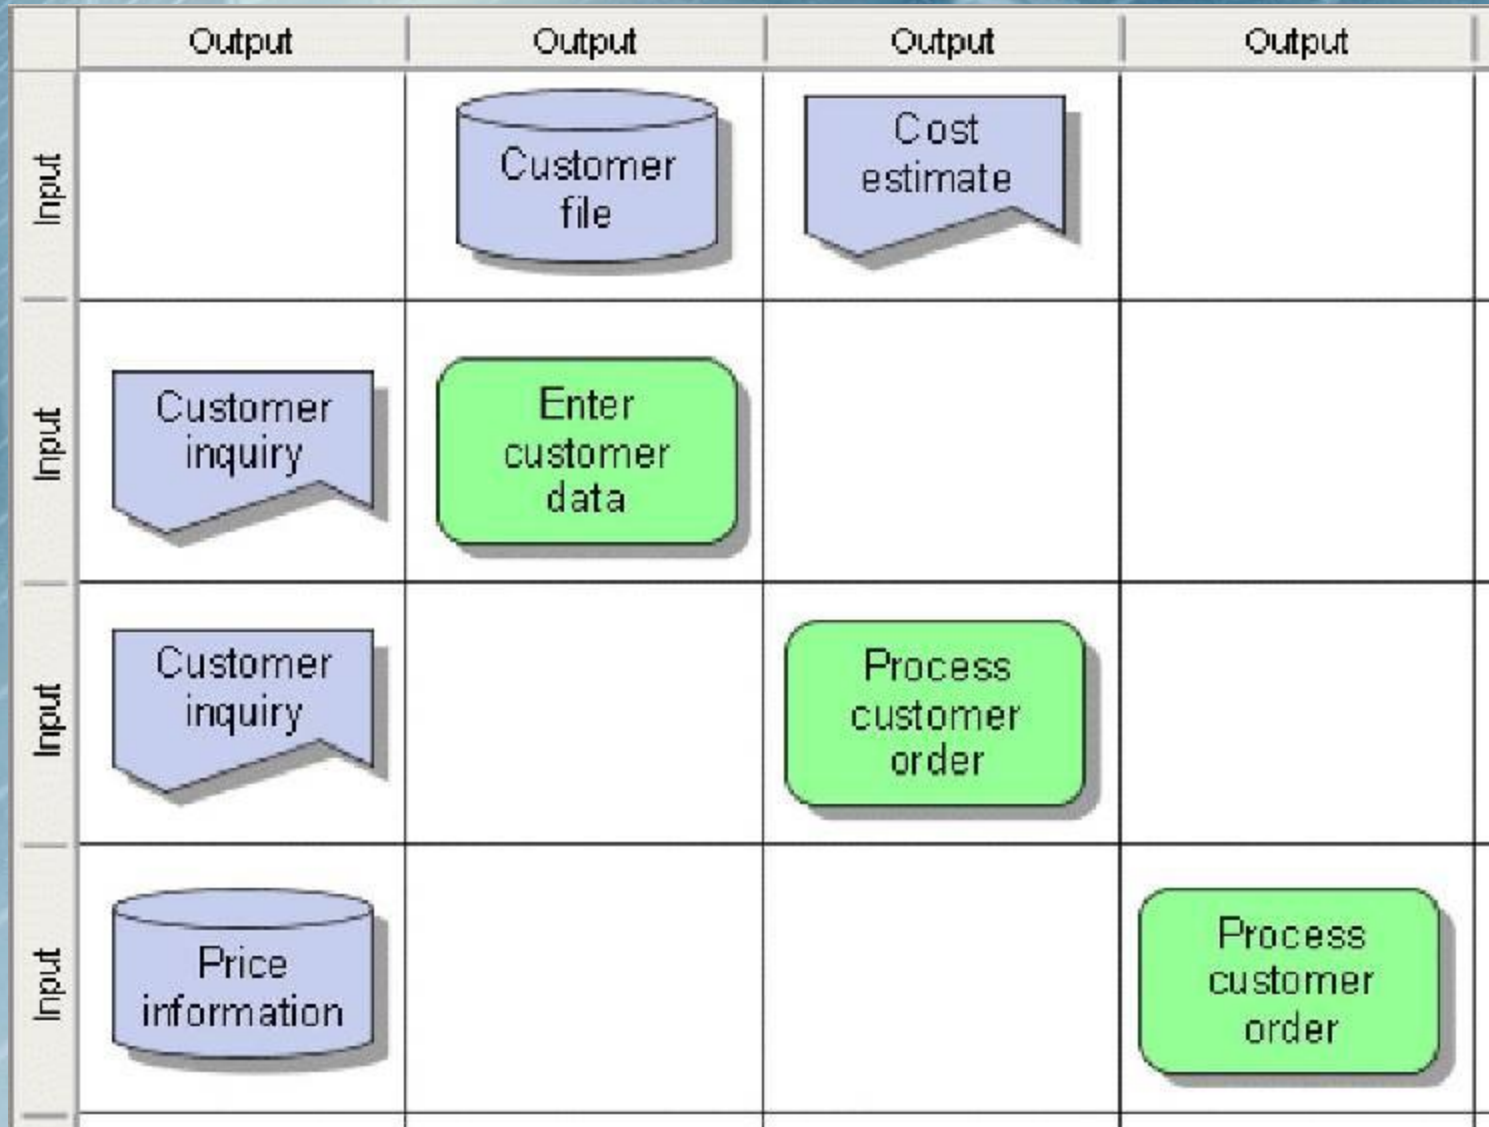 Output
Output
Output
Output
Input
Customer
file
Cost
estimate
Input
Customer
inquiry
Enter
customer
data
Input
Customer
inquiry
Process
customer
order
Input
Price
information
Process
customer
order